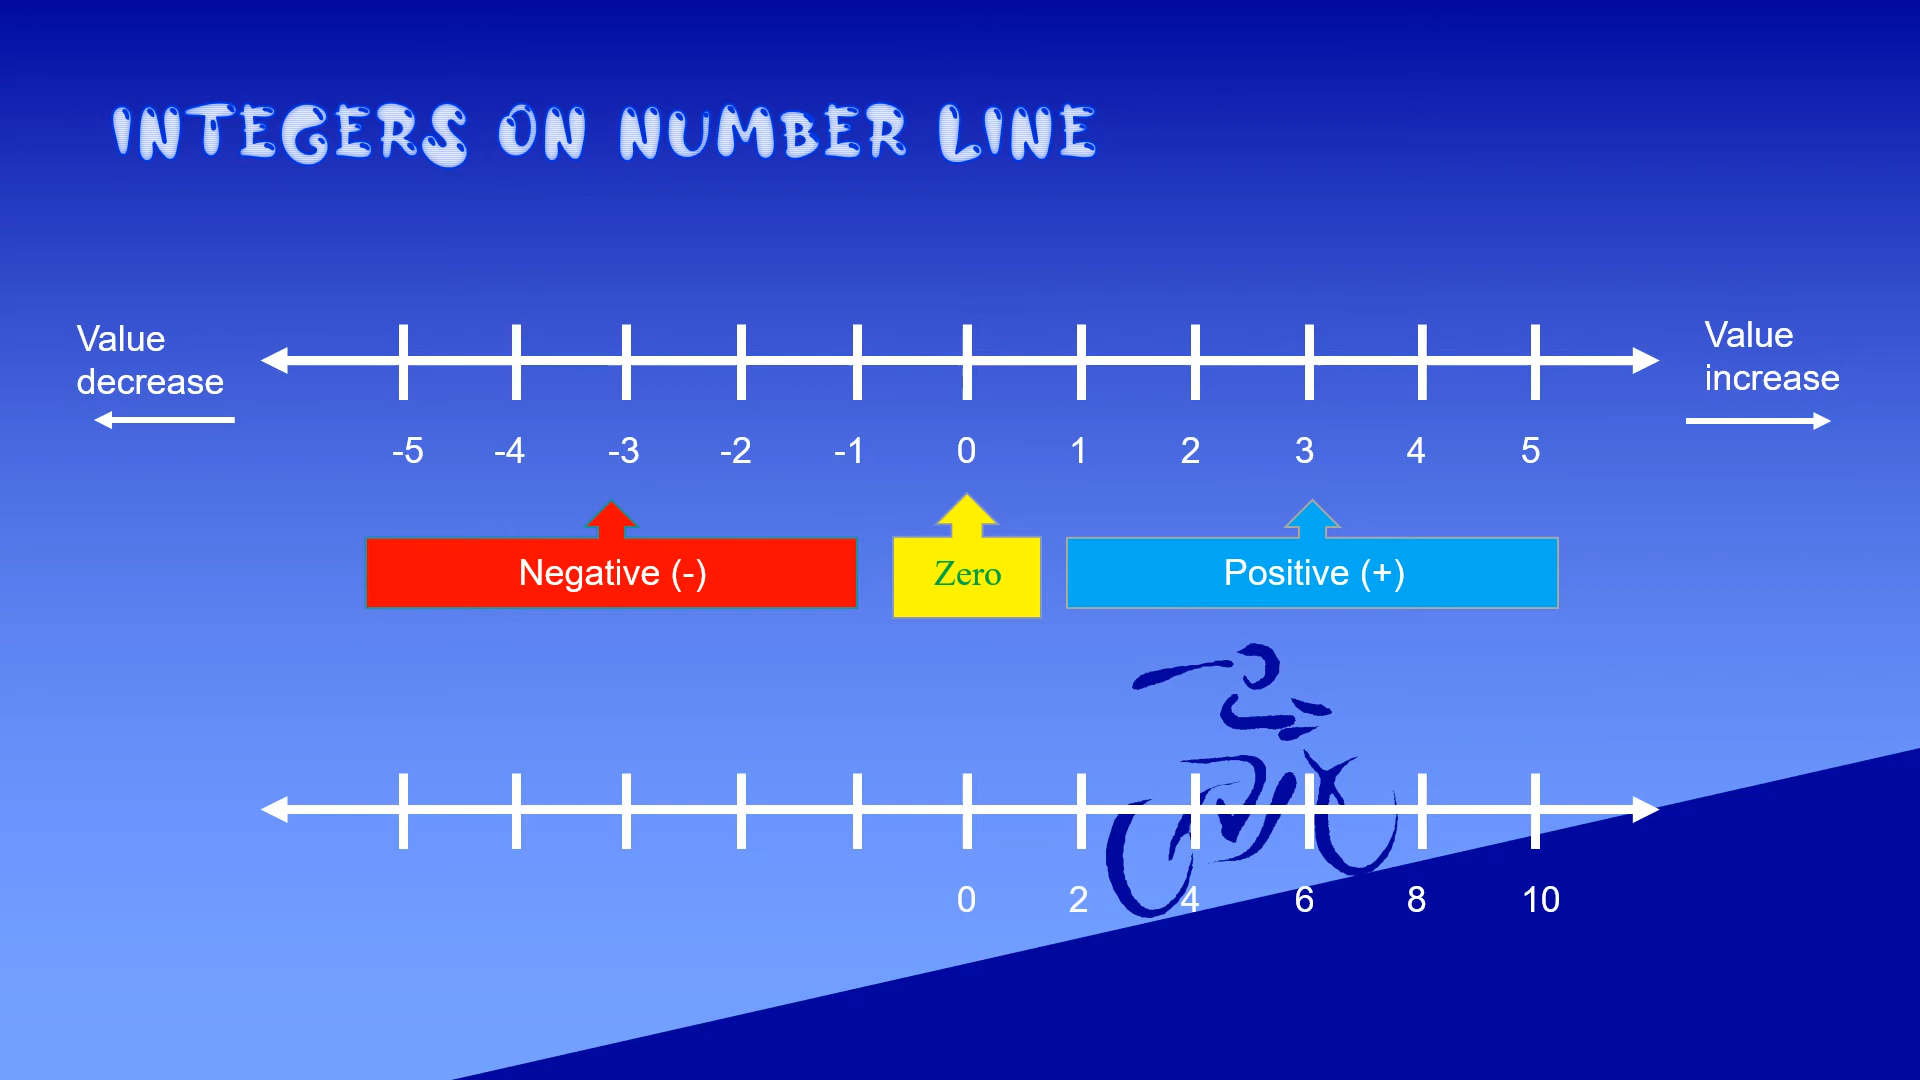 INTEGERS ON NUMBER LINE
Value
decrease
Value
increase
-5 -4 -3 -2 -1 0 1 2 3 4 5
Negative (-)
Zero
Positive (+)
0 2 4 6 8 10